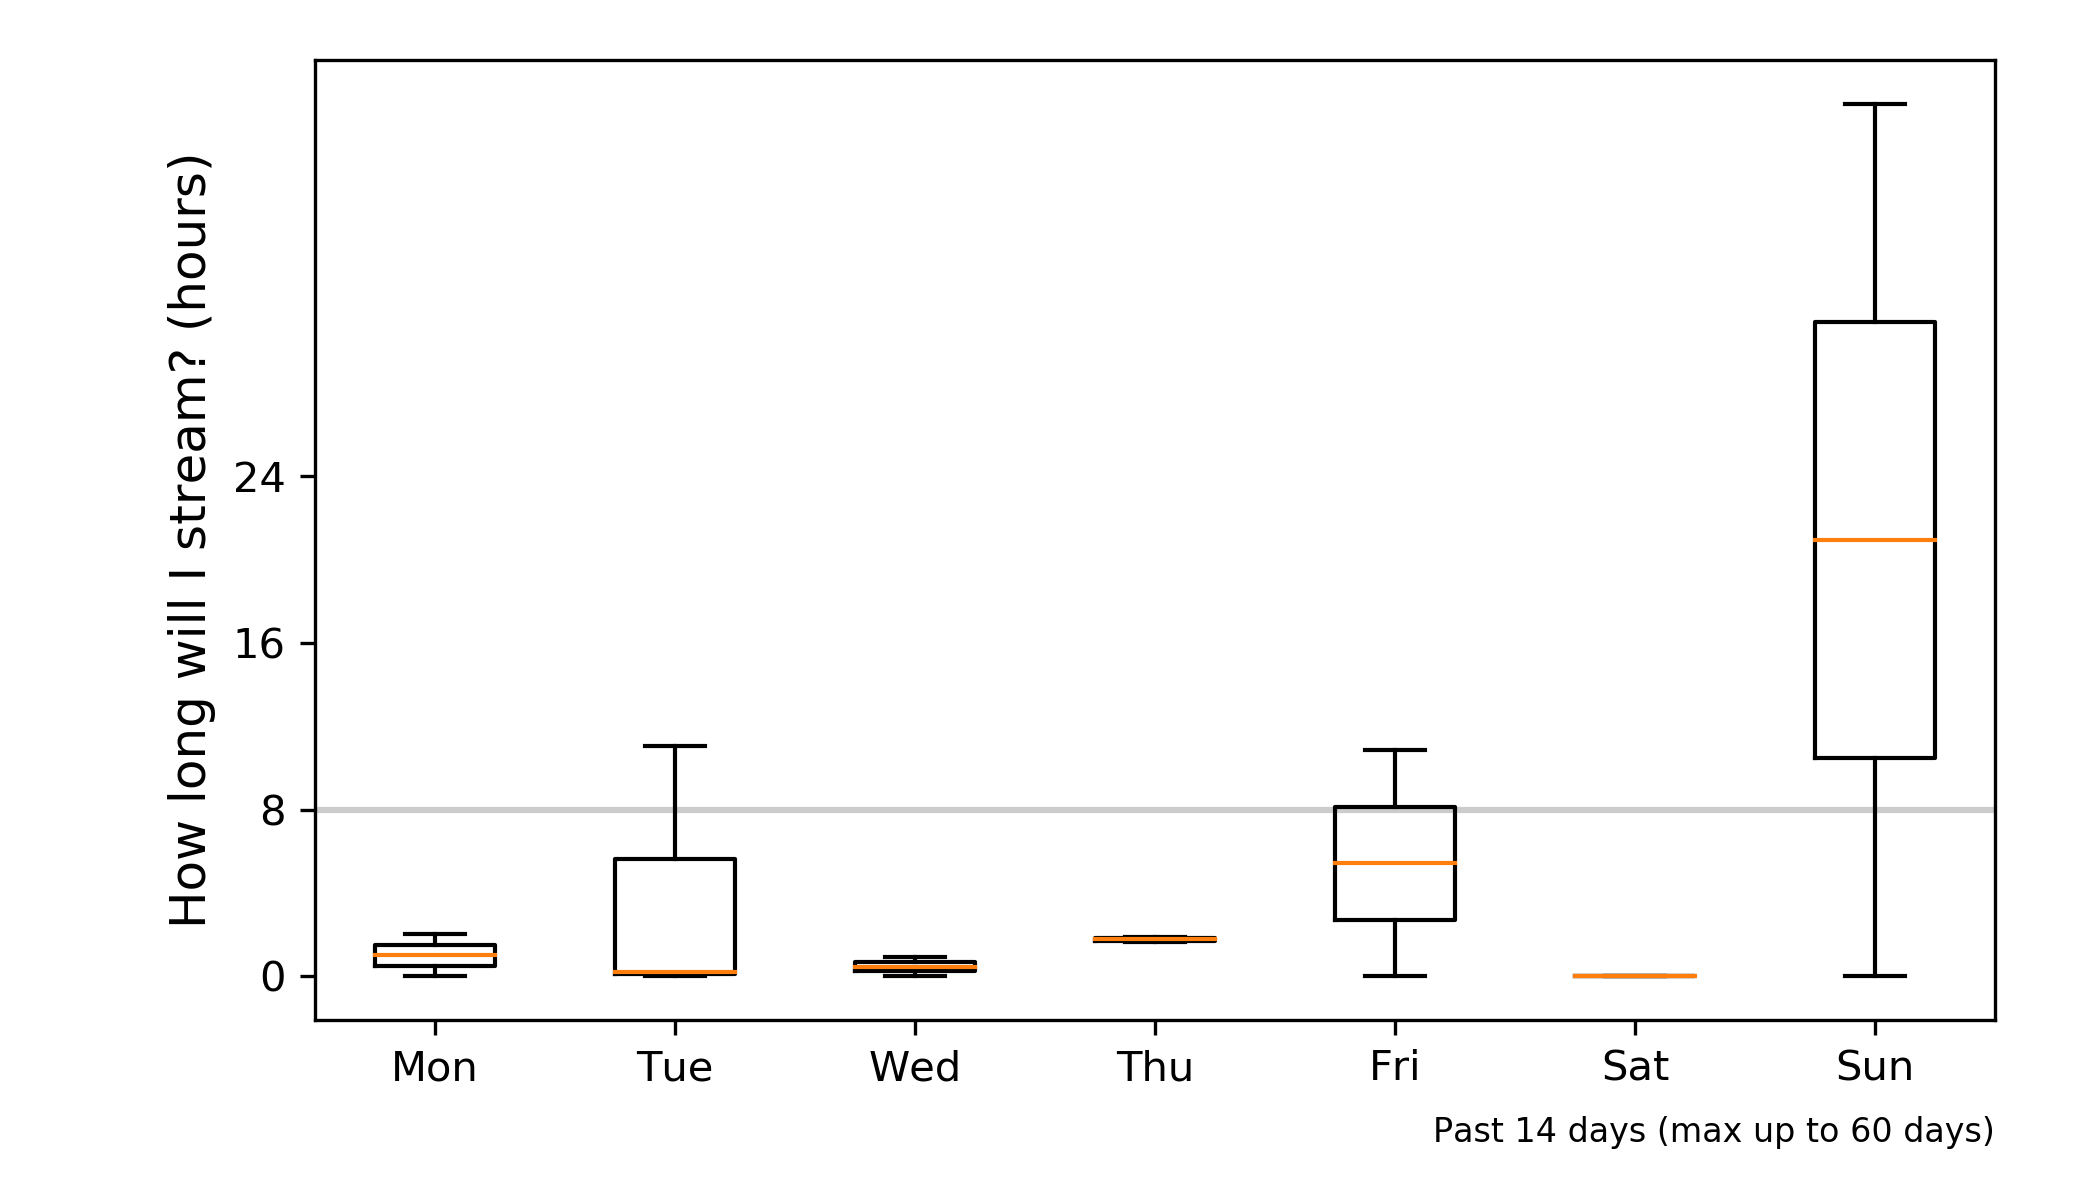 How long will I stream? (hours)
24
16
8
0
Mon Tue Wed Thu Fri Sat Sun
Past 14 days (max up to 60 days)